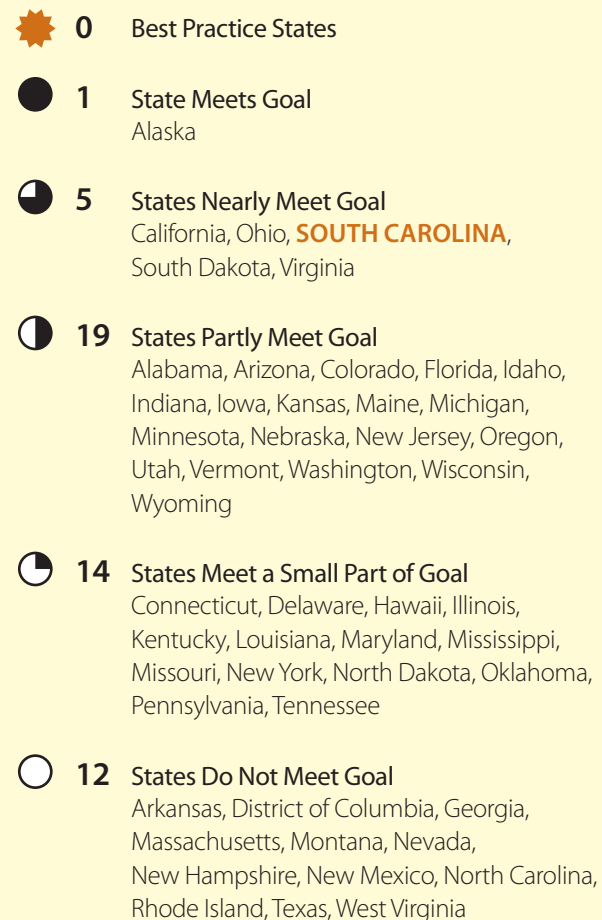 0 Best Practice States
1 State Meets Goal
Alaska
5 States Nearly Meet Goal
California, Ohio, SOUTH CAROLINA,
South Dakota, Virginia
19 States Partly Meet Goal
Alabama, Arizona, Colorado, Florida, Idaho,
Indiana, Iowa, Kansas, Maine, Michigan,
Minnesota, Nebraska, New Jersey, Oregon,
Utah, Vermont, Washington, Wisconsin,
Wyoming
14 States Meet a Small Part of Goal
Connecticut, Delaware, Hawaii, Illinois,
Kentucky, Louisiana, Maryland, Mississippi,
Missouri, New York, North Dakota, Oklahoma,
Pennsylvania, Tennessee
12 States Do Not Meet Goal
Arkansas, District of Columbia, Georgia,
Massachusetts, Montana, Nevada,
New Hampshire, New Mexico, North Carolina,
Rhode Island, Texas, West Virginia